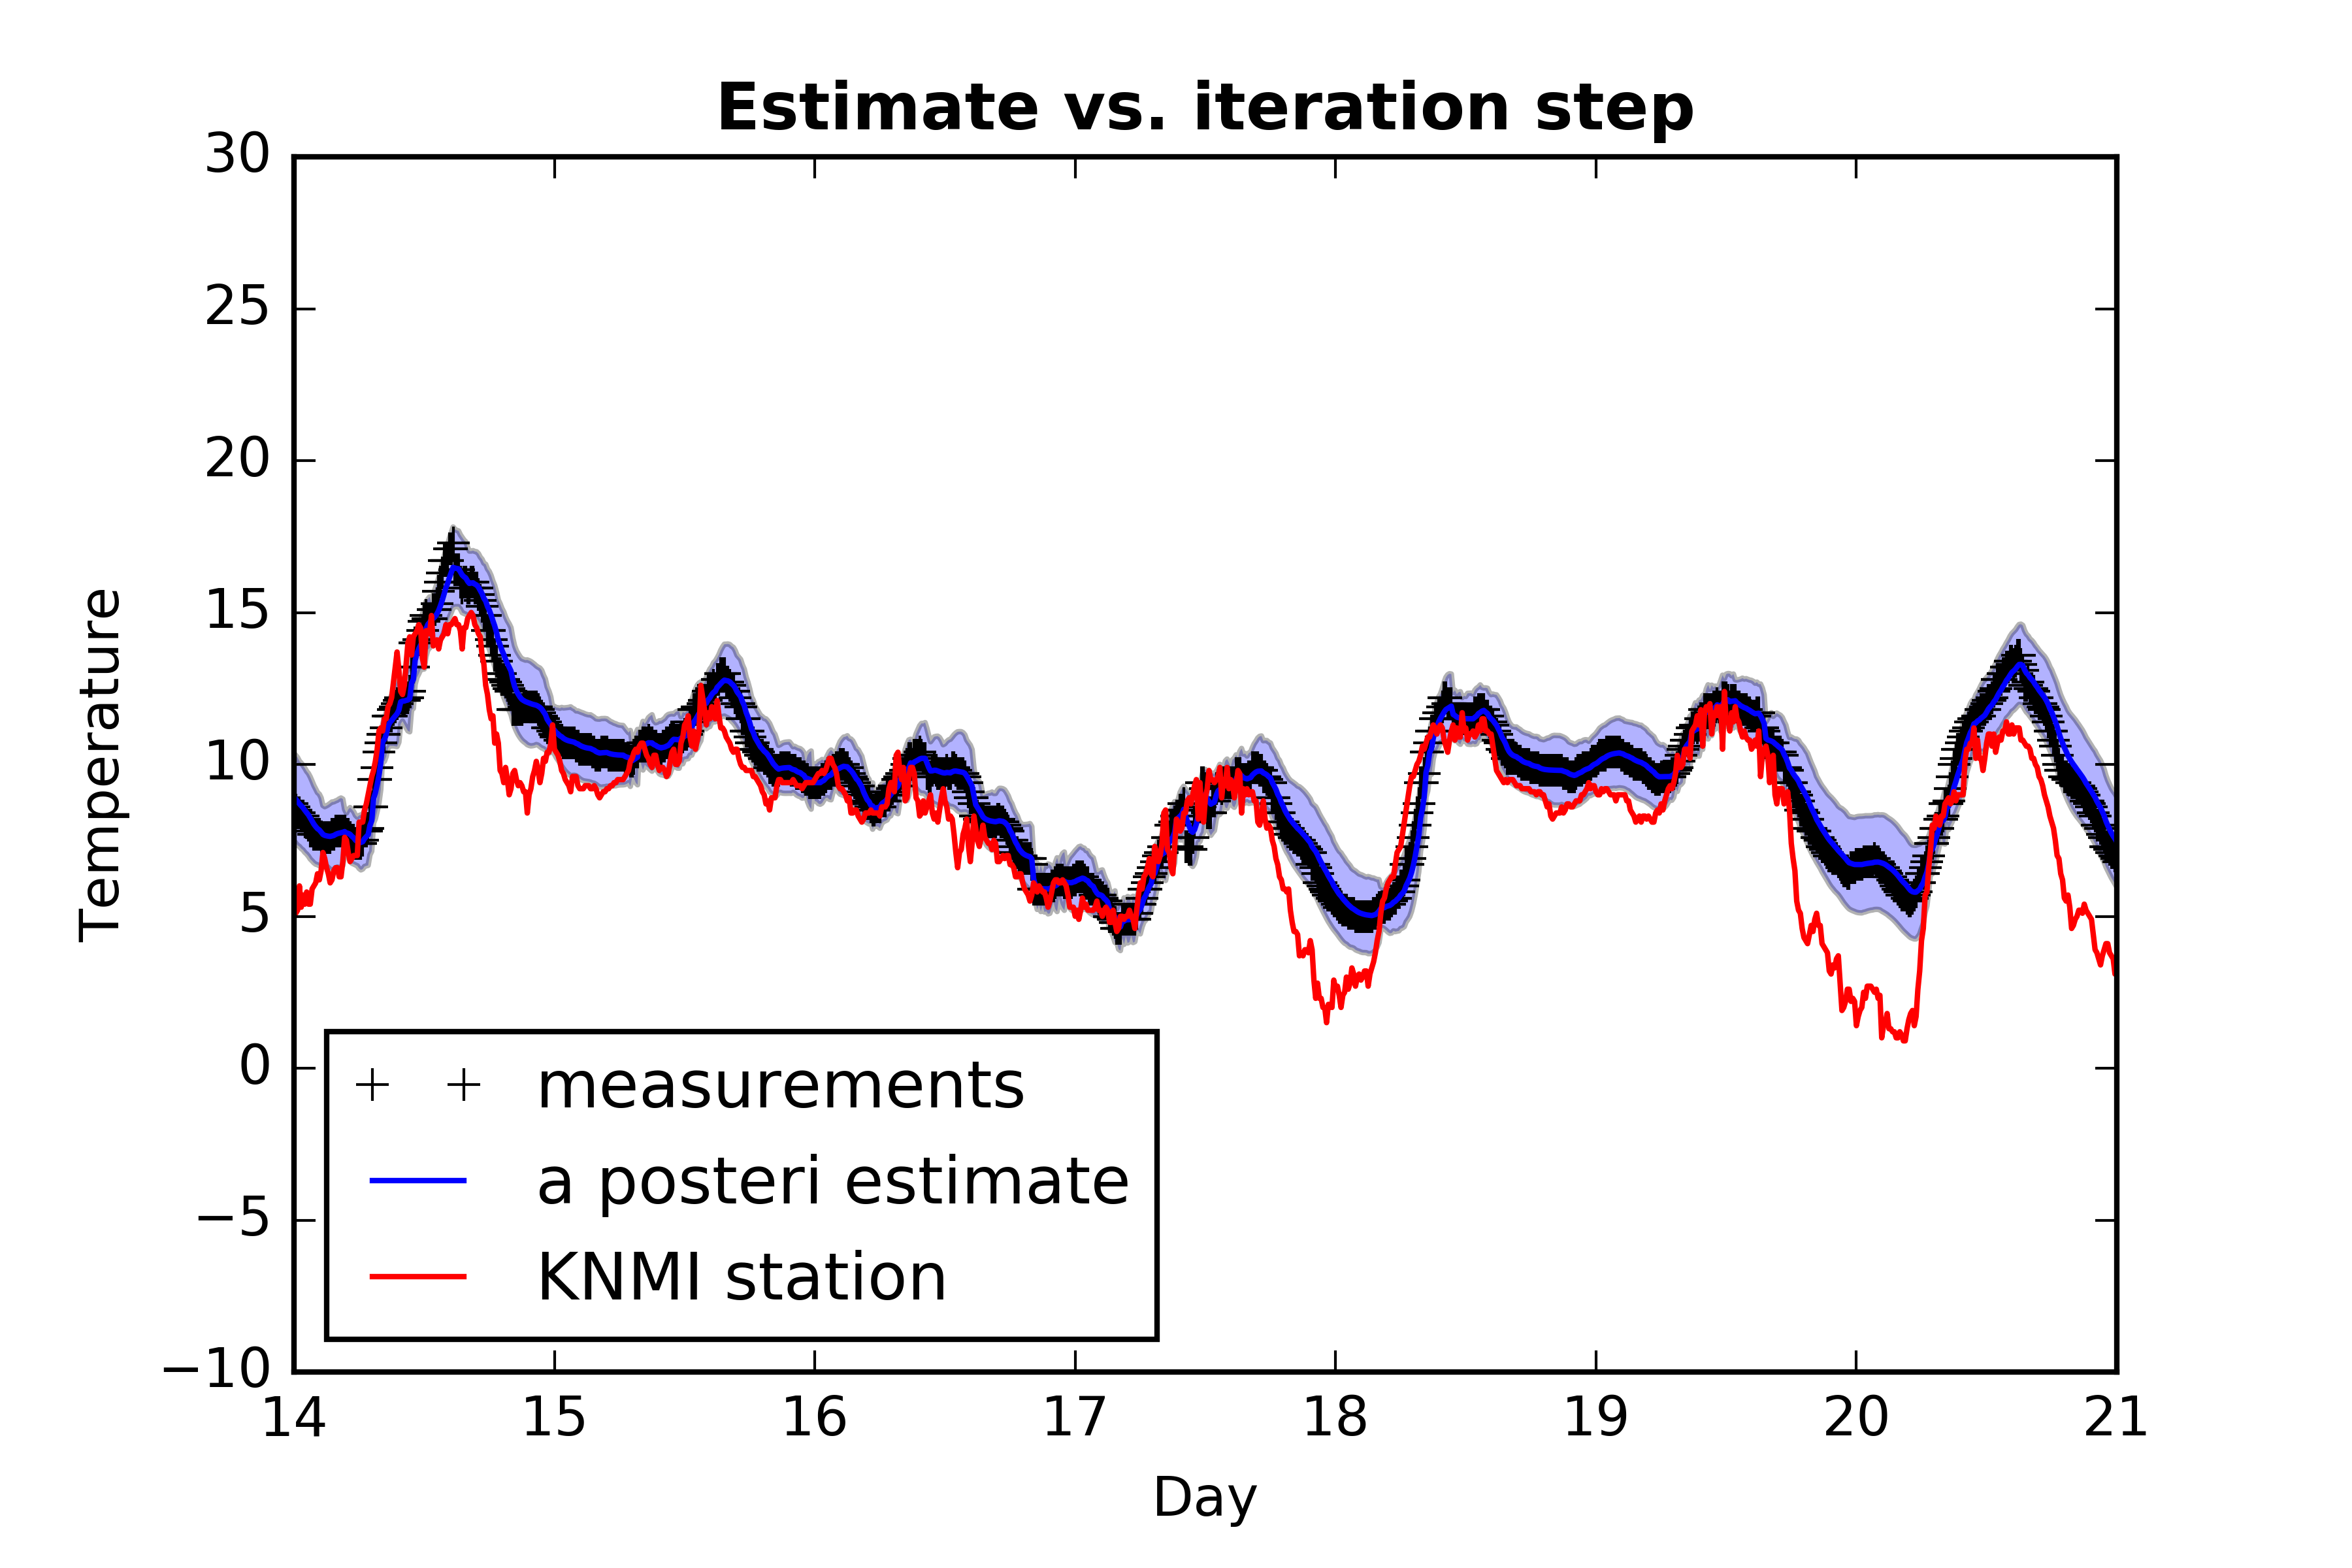 Estimate vs. iteration step
30
25
20
15
10
5
0
−5
−10
Temperature
measurements
a posteri estimate
KNMI station
14 15 16 17 18 19 20 21
Day